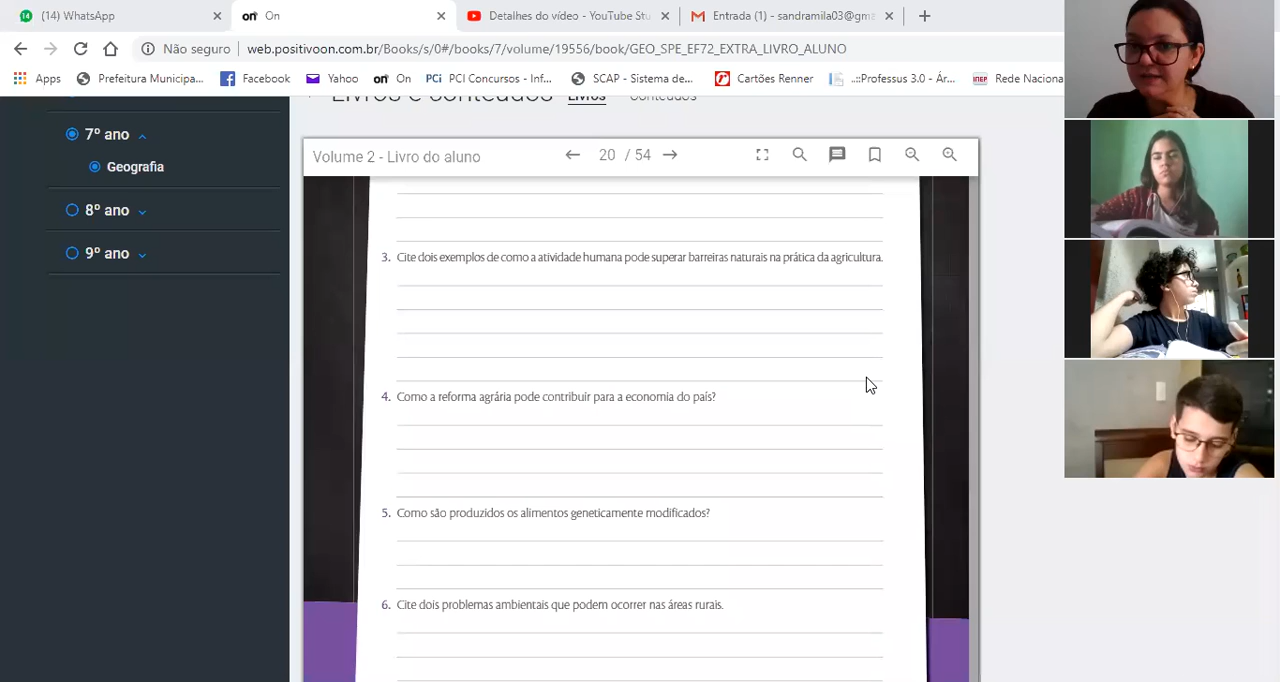 (14) WhatsApp
On
Detalhes do vídeo - YouTube Stu
Entrada (1) - sandramila03@gma
Não seguro
web.positivoon.com.br/Books/s/0#/books/7/volume/19556/book/GEO_SPE_EF72_EXTRA_LIVRO_ALUNO
Apps
Prefeitura Municipa...
Facebook
Yahoo
On
PCI Concursos - Inf...
SCAP - Sistema de...
Cartões Renner
..::Professus 3.0 - Ár...
Rede Naciona
Livros e conteúdos
Livros
Conteúdos
7º ano
Geografia
8º ano
9º ano
Volume 2 - Livro do aluno
20 / 54
3. Cite dois exemplos de como a atividade humana pode superar barreiras naturais na prática da agricultura.
4. Como a reforma agrária pode contribuir para a economia do país?
5. Como são produzidos os alimentos geneticamente modificados?
6. Cite dois problemas ambientais que podem ocorrer nas áreas rurais.